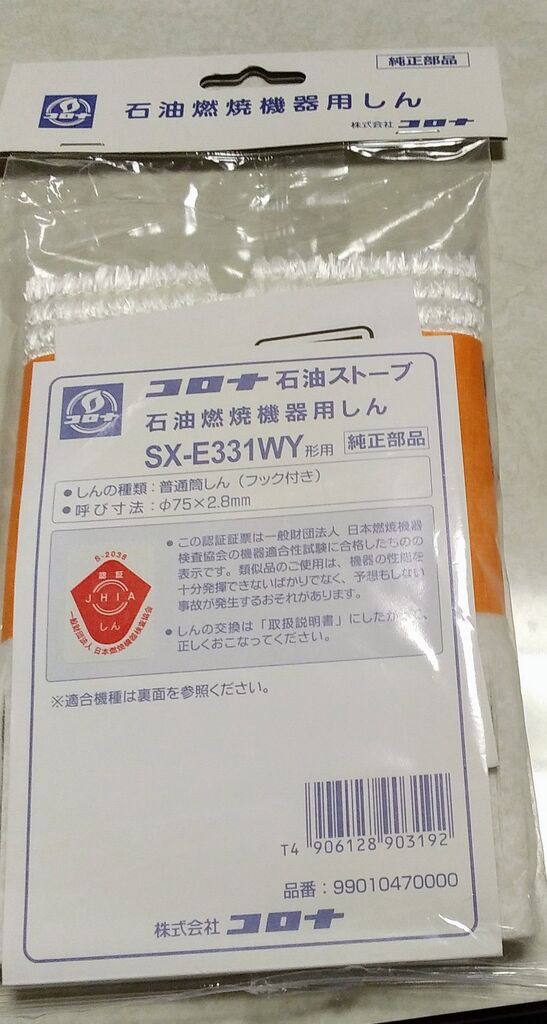 純正部品
コロナ
石油燃焼機器用しん
株式会社 コロナ
コロナ
コロナ 石油ストーブ
石油燃焼機器用しん
SX-E331WY形用 純正部品
●しんの種類：普通筒しん（フック付き）
●呼び寸法：φ75×2.8mm
S-2038
認証
JHIA
しん
一般財団法人 日本燃焼機器検査協会
●この認証証票は一般財団法人 日本燃焼機器
検査協会の機器適合性試験に合格したものの
表示です。類似品のご使用は、機器の性能を
十分発揮できないばかりでなく、予想もしない
事故が発生するおそれがあります。
●しんの交換は「取扱説明書」にしたが、
正しくおこなってください。
※適合機種は裏面を参照ください。
T4 906128 903192
品番：99010470000
株式会社 コロナ